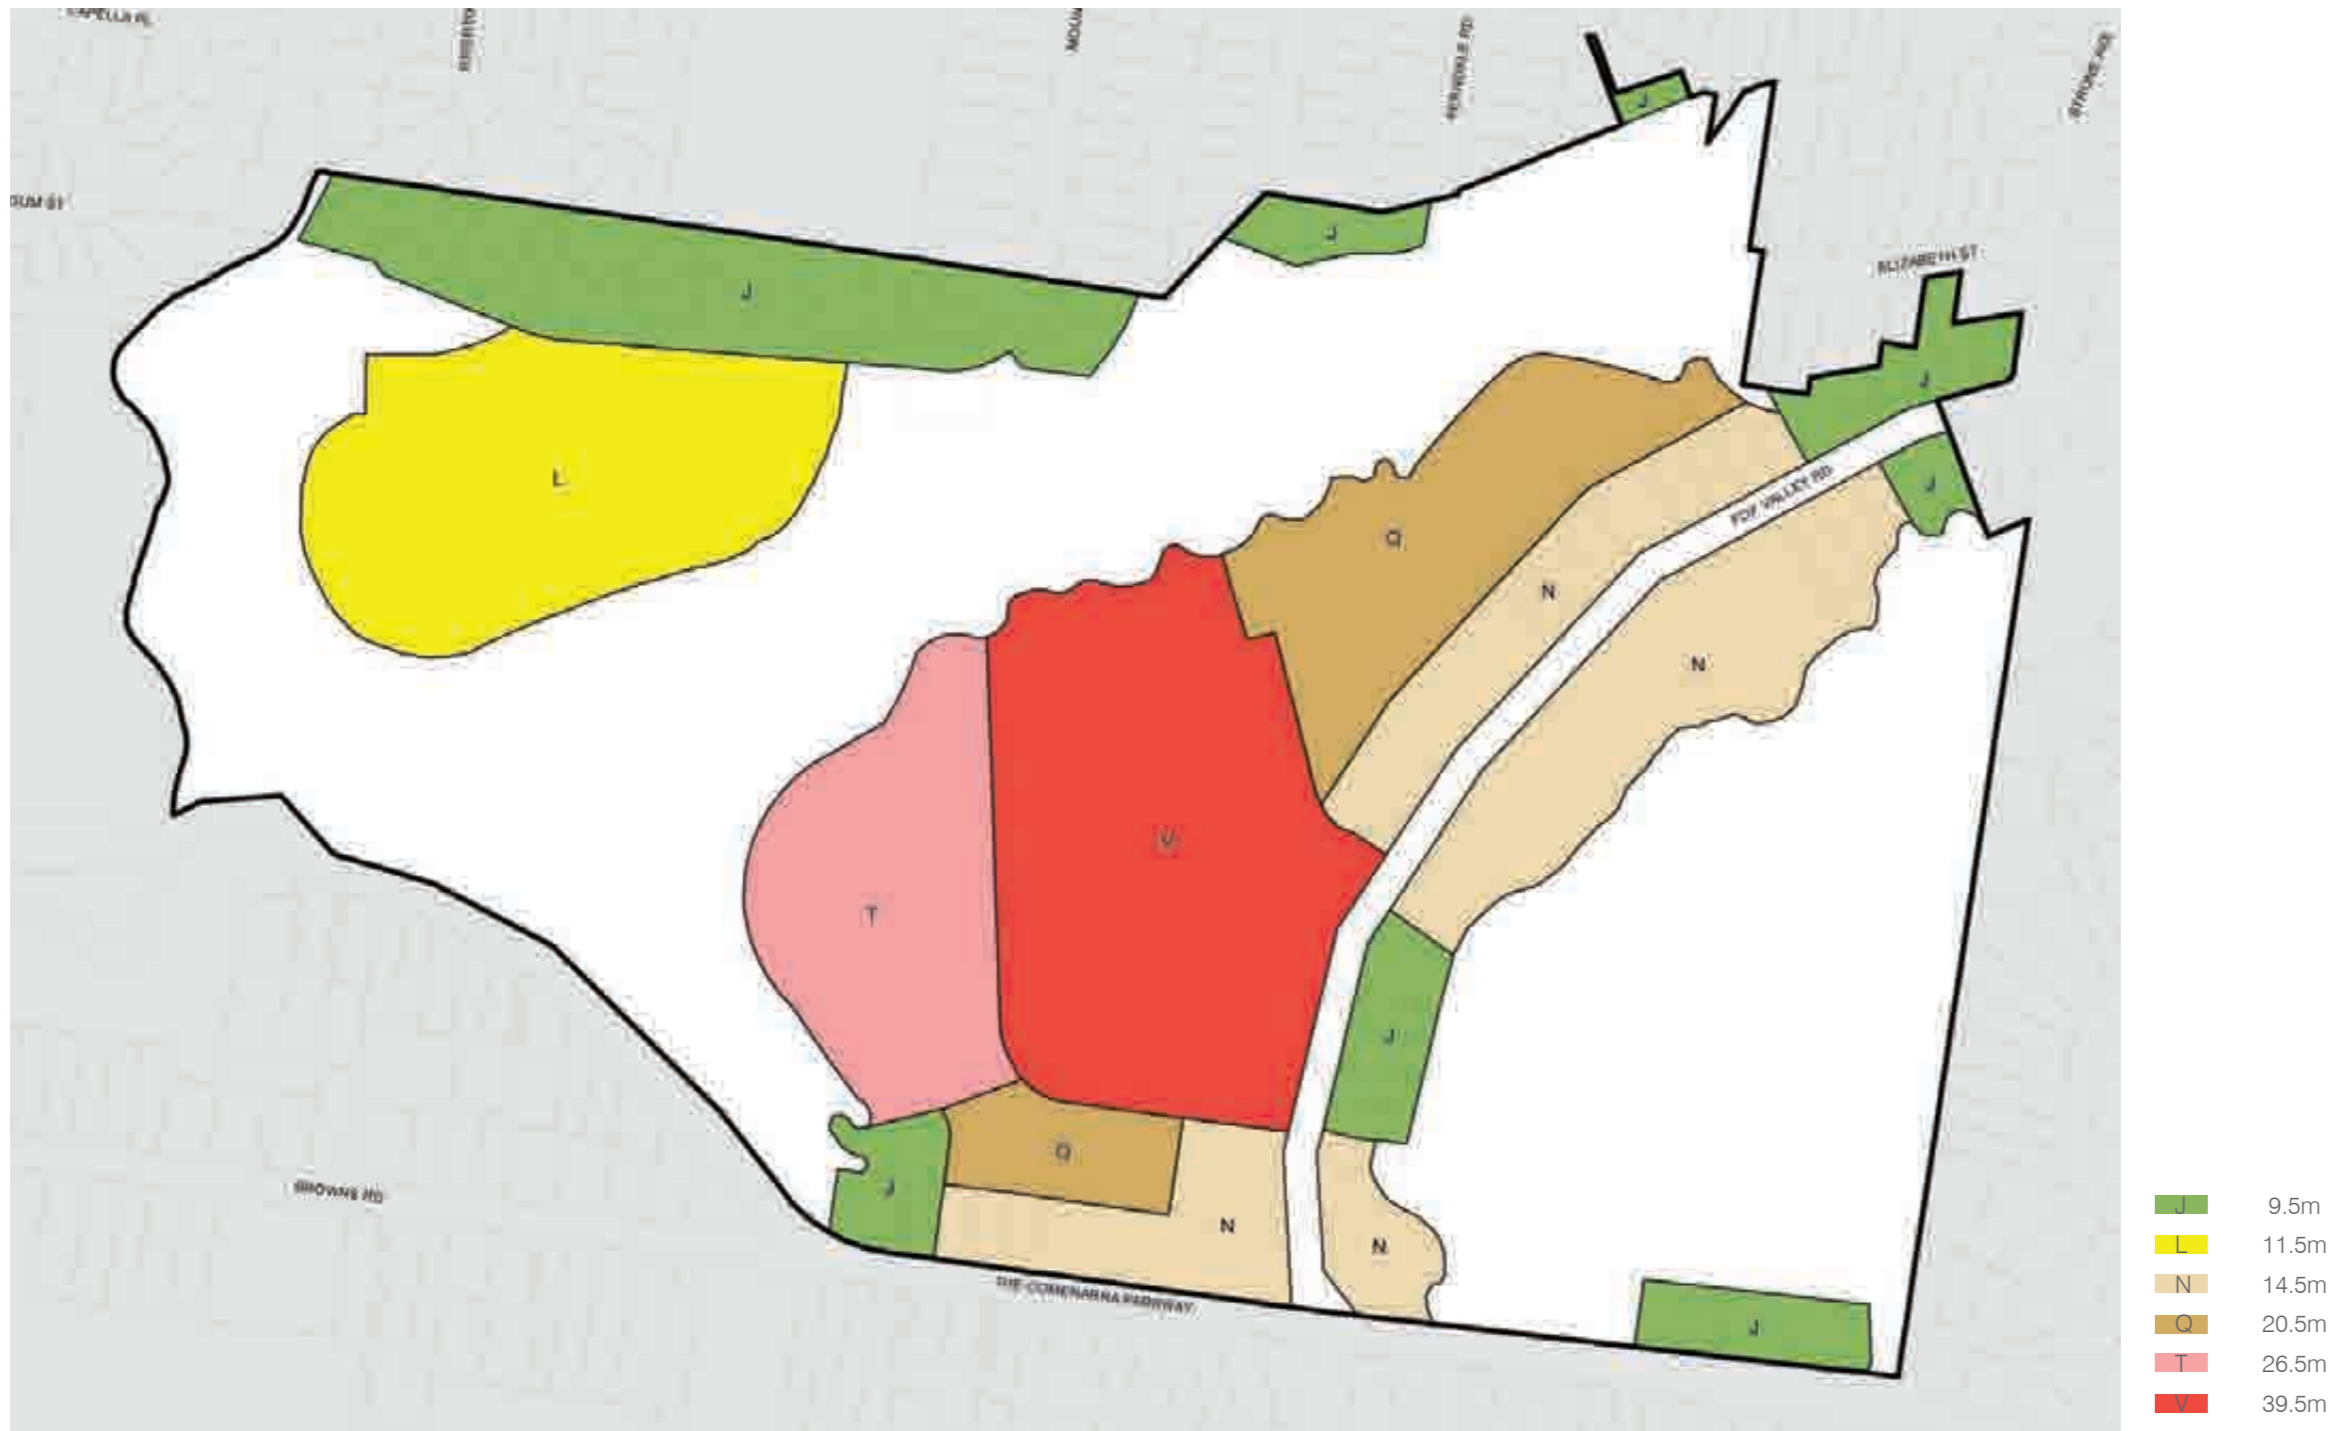 J
J
J
ELIZABETH ST
J
J
L
Q
N
FOX VALLEY RD
N
V
T
J
Q
J
N
N
BROWNS RD
THE COMENARRA PARKWAY
J
J 9.5m
L 11.5m
N 14.5m
Q 20.5m
T 26.5m
V 39.5m